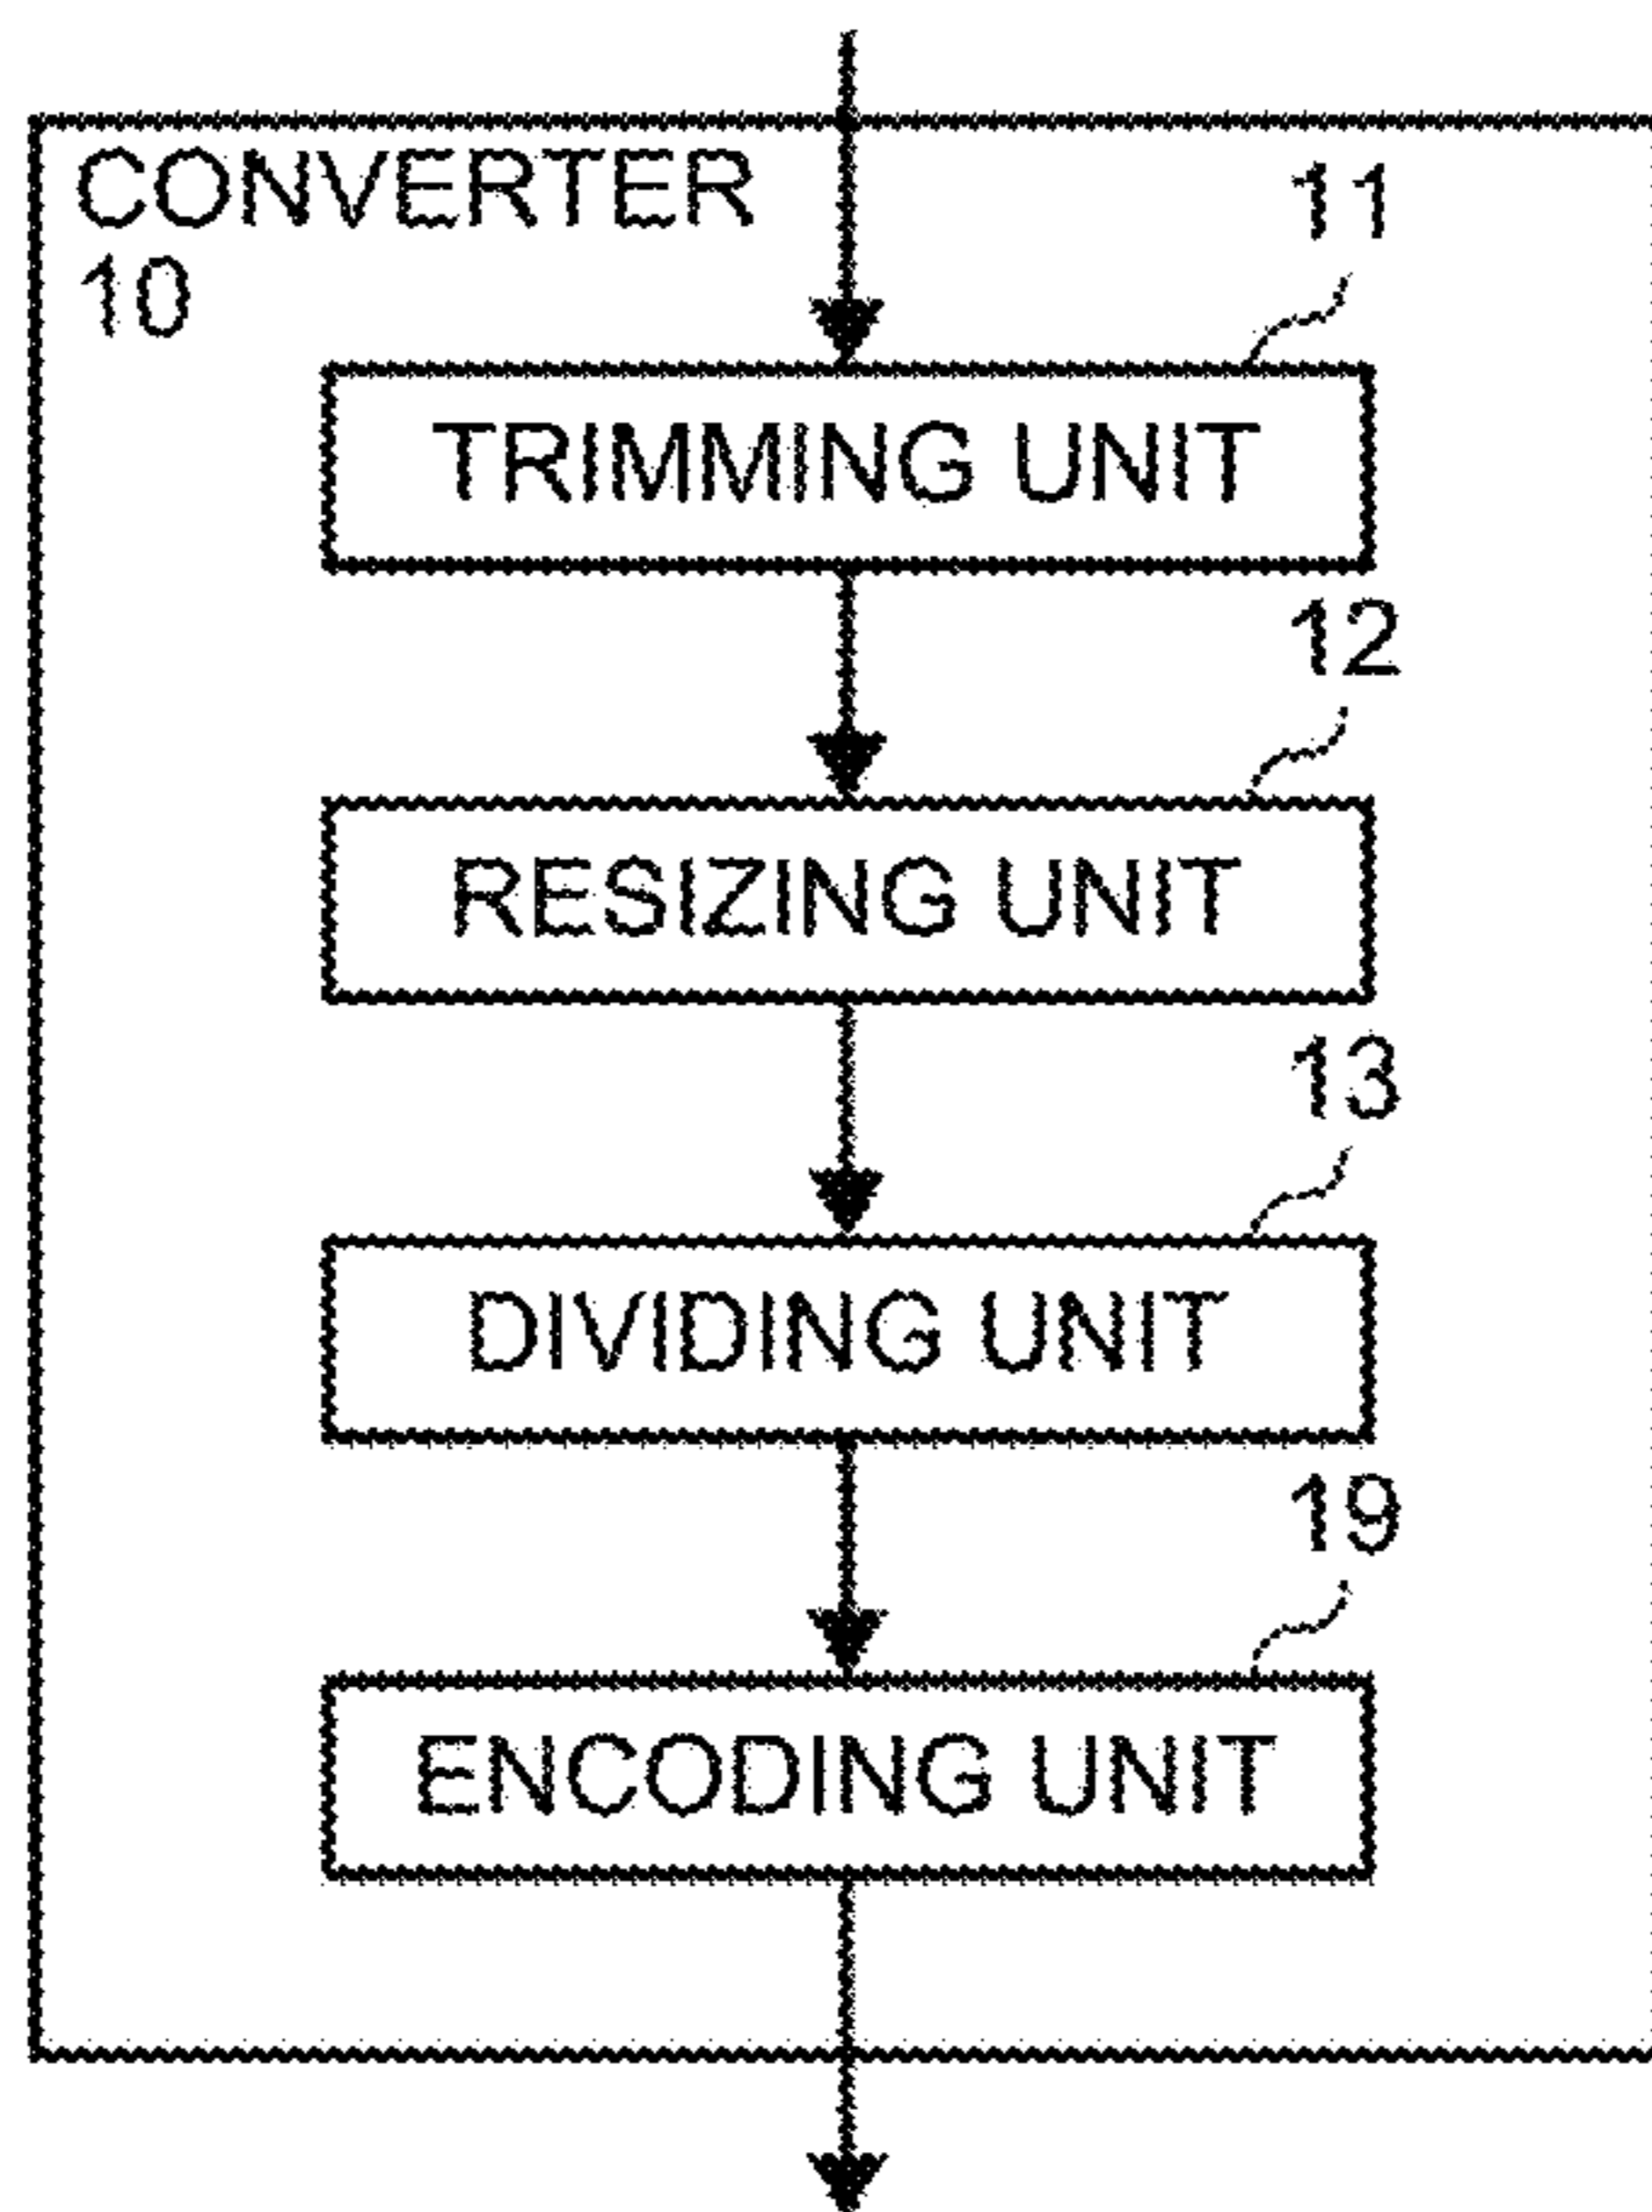 CONVERTER
10
11
TRIMMING UNIT
12
RESIZING UNIT
13
DIVIDING UNIT
19
ENCODING UNIT